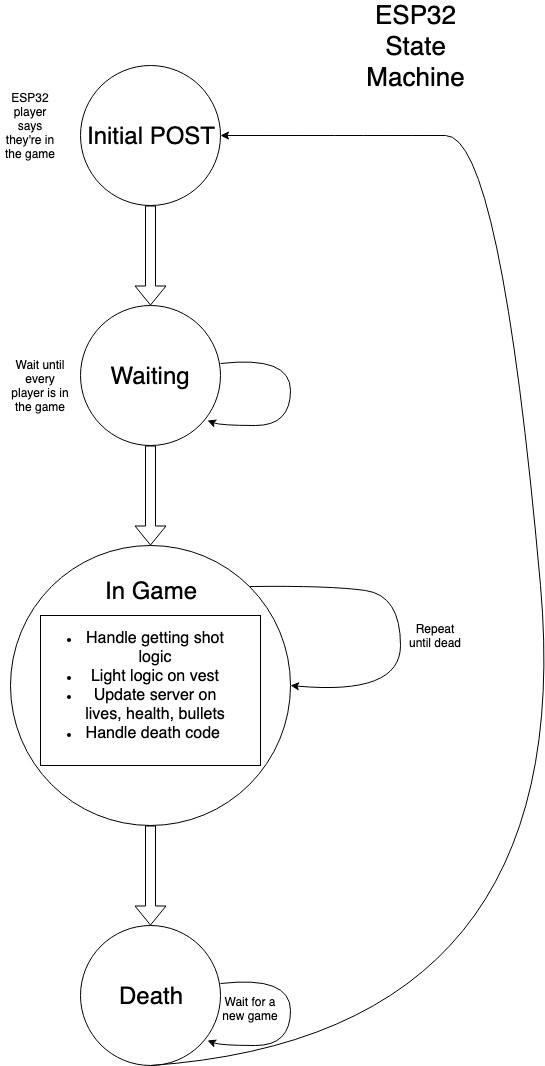 ESP32
State
Machine
ESP32
player
says
they're in
the game
Initial POST
Wait until
every
player is in
the game
Waiting
In Game
• Handle getting shot
logic
• Light logic on vest
• Update server on
lives, health, bullets
• Handle death code
Repeat
until dead
Death
Wait for a
new game